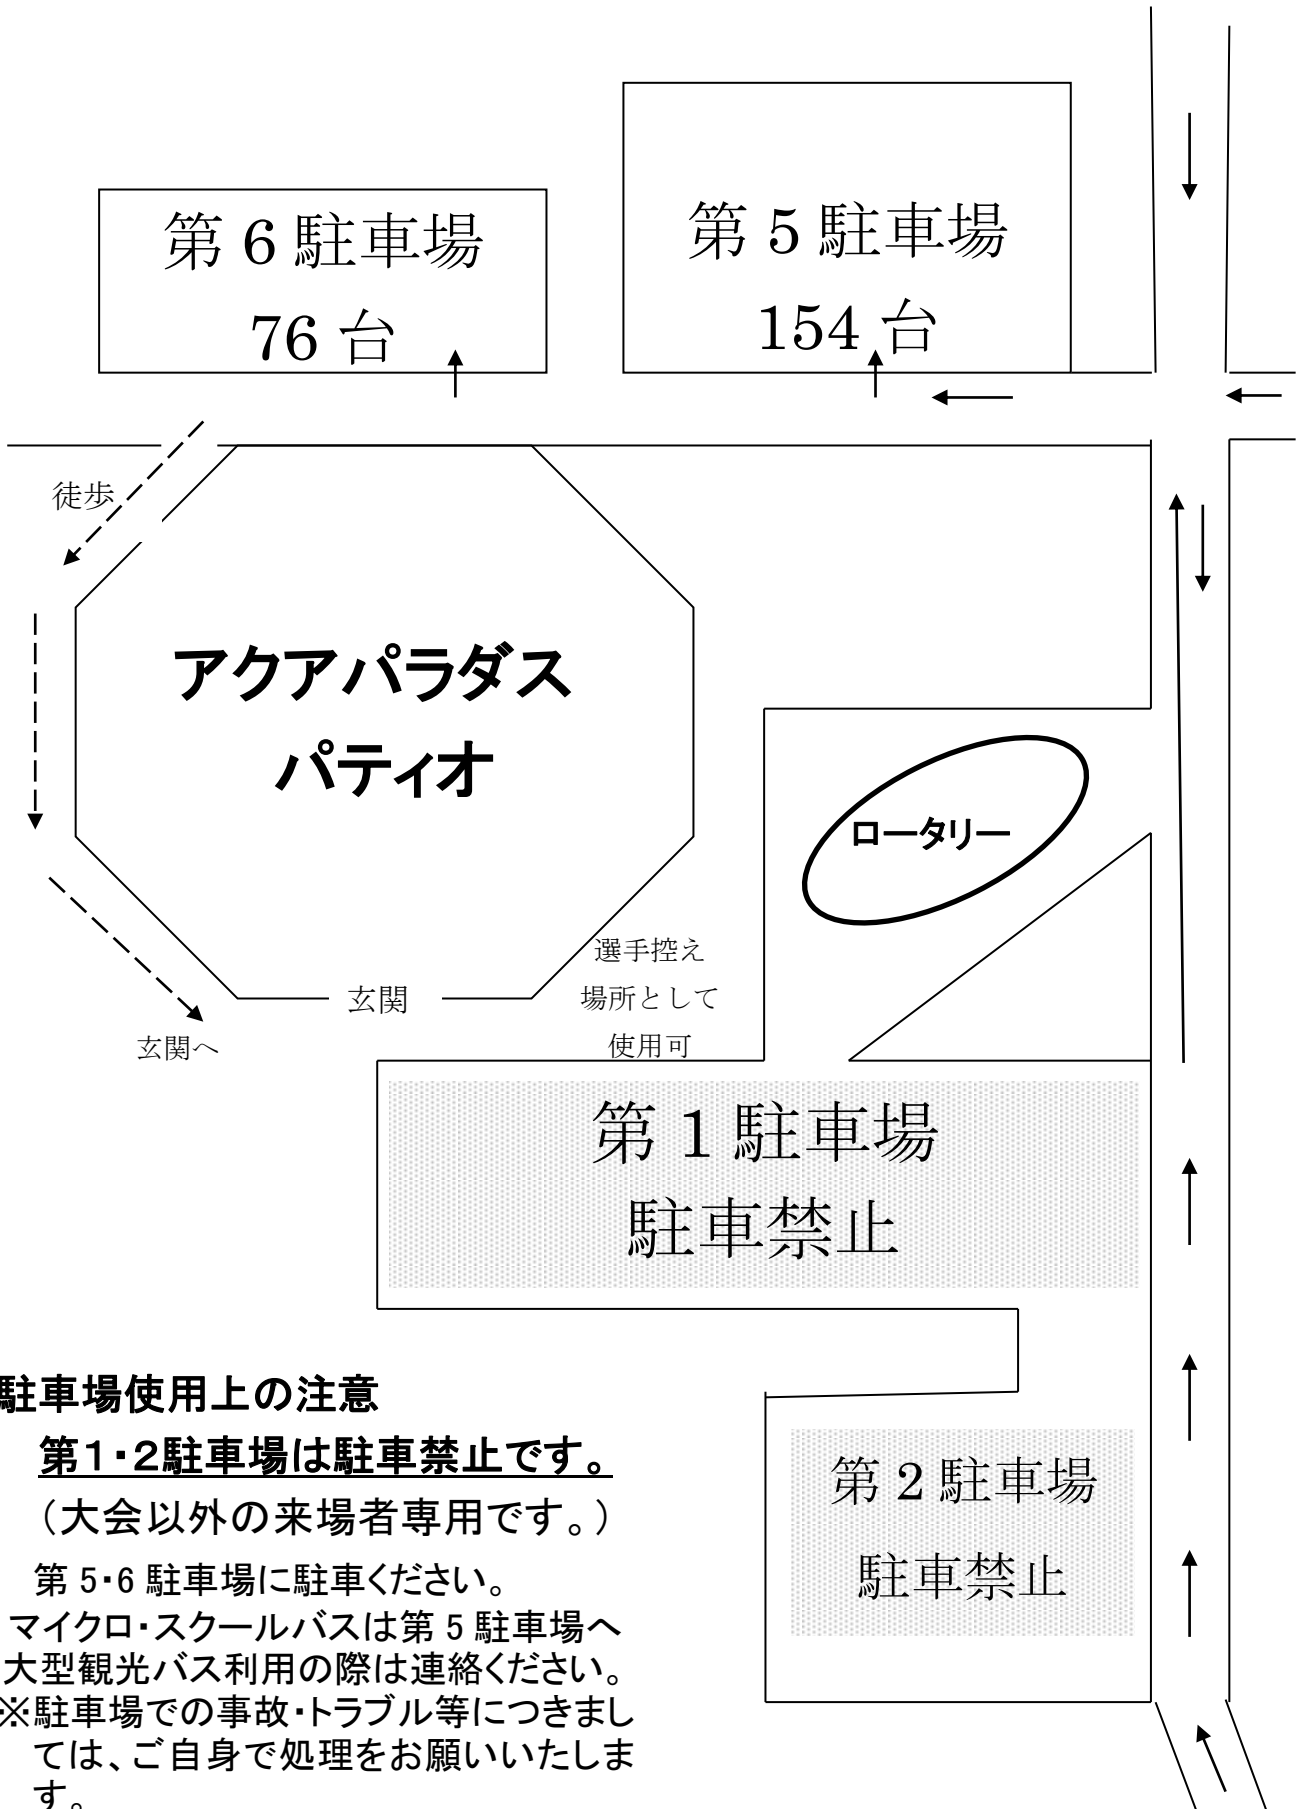 第 6 駐車場
76 台
第 5 駐車場
154 台
徒歩
アクアパラダス
パティオ
ロータリー
選手控え
場所として
使用可
玄関
玄関へ
第 1 駐車場
駐車禁止
駐車場使用上の注意
第1・2駐車場は駐車禁止です。
（大会以外の来場者専用です。）
第 5・6 駐車場に駐車ください。
マイクロ・スクールバスは第 5 駐車場へ
大型観光バス利用の際は連絡ください。
※駐車場での事故・トラブル等につきまし
ては、ご自身で処理をお願いいたしま
す。
第 2 駐車場
駐車禁止